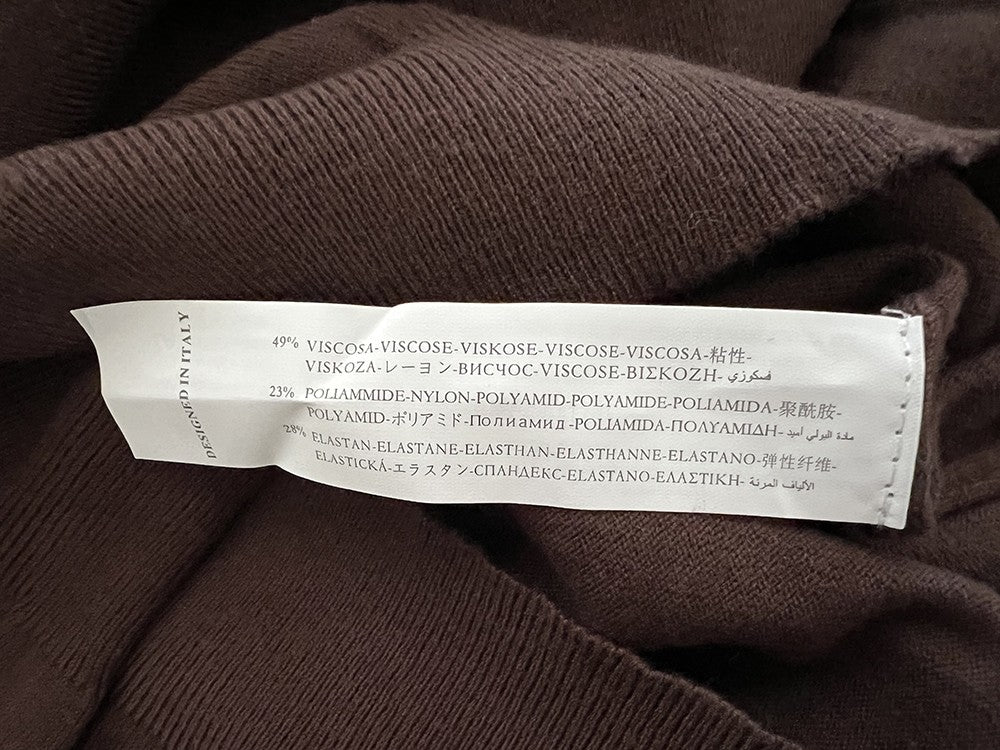 DESIGNED IN ITALY
49% VISCOSA-VISCOSE-VISKOSE-VISCOSE-VISCOSA-粘性-
VISKOZA-レーヨン-ВИСЧОС-VISCOSE-ΒΙΣΚΟΖΗ-فسكوزي
23% POLIAMMIDE-NYLON-POLYAMID-POLYAMIDE-POLIAMIDA-聚酰胺-
POLYAMID-ポリアミド-Полиамид-POLIAMIDA-ΠΟΛΥΑΜΙΔΗ-مادة البولي أميد
28% ELASTAN-ELASTANE-ELASTHAN-ELASTHANNE-ELASTANO-弹性纤维-
ELASTICKÁ-エラスタン-СПАНДЕКС-ELASTANO-ΕΛΑΣΤΙΚΗ-الألياف المرنة